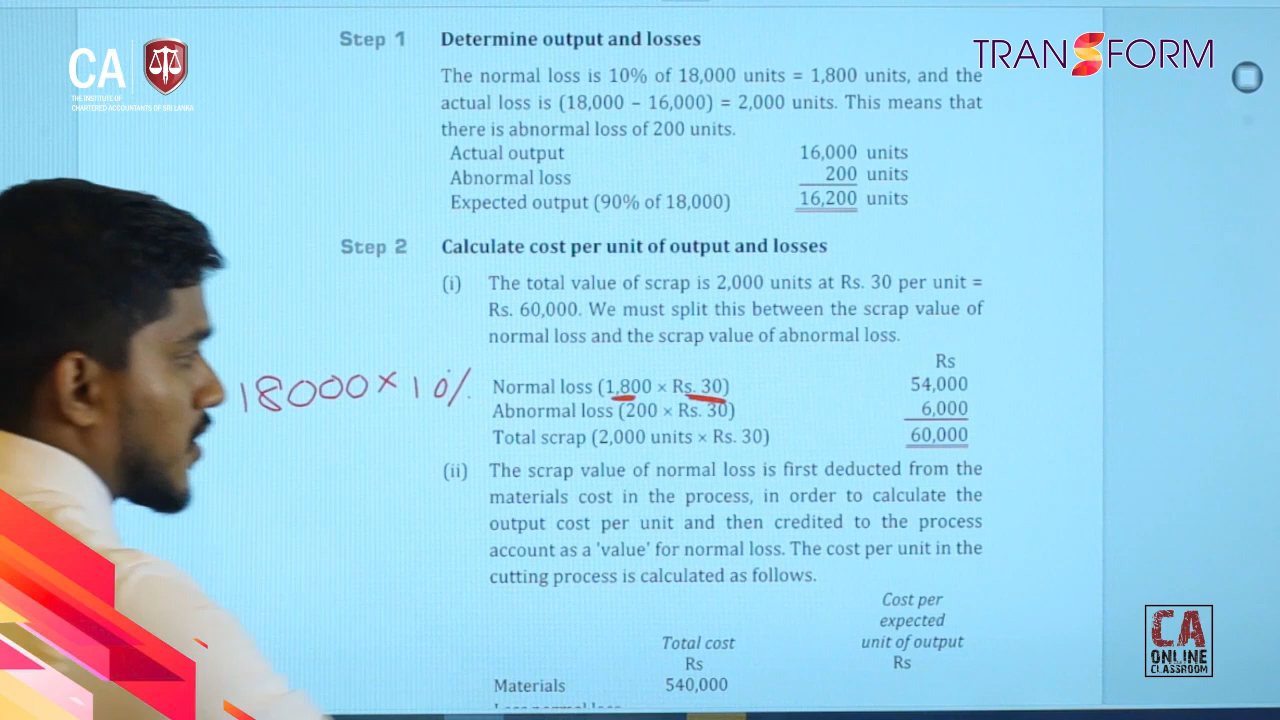 CA
THE INSTITUTE OF
CHARTERED ACCOUNTANTS OF SRI LANKA
TRANSFORM
Step 1 Determine output and losses
The normal loss is 10% of 18,000 units = 1,800 units, and the
actual loss is (18,000 – 16,000) = 2,000 units. This means that
there is abnormal loss of 200 units.
Actual output 16,000 units
Abnormal loss 200 units
Expected output (90% of 18,000) 16,200 units
Step 2 Calculate cost per unit of output and losses
(i) The total value of scrap is 2,000 units at Rs. 30 per unit =
Rs. 60,000. We must split this between the scrap value of
normal loss and the scrap value of abnormal loss.
Rs
18000 × 10%
Normal loss (1,800 × Rs. 30) 54,000
Abnormal loss (200 × Rs. 30) 6,000
Total scrap (2,000 units × Rs. 30) 60,000
(ii) The scrap value of normal loss is first deducted from the
materials cost in the process, in order to calculate the
output cost per unit and then credited to the process
account as a 'value' for normal loss. The cost per unit in the
cutting process is calculated as follows.
Cost per
expected
Total cost unit of output
Rs Rs
Materials 540,000
CA
ONLINE
CLASSROOM